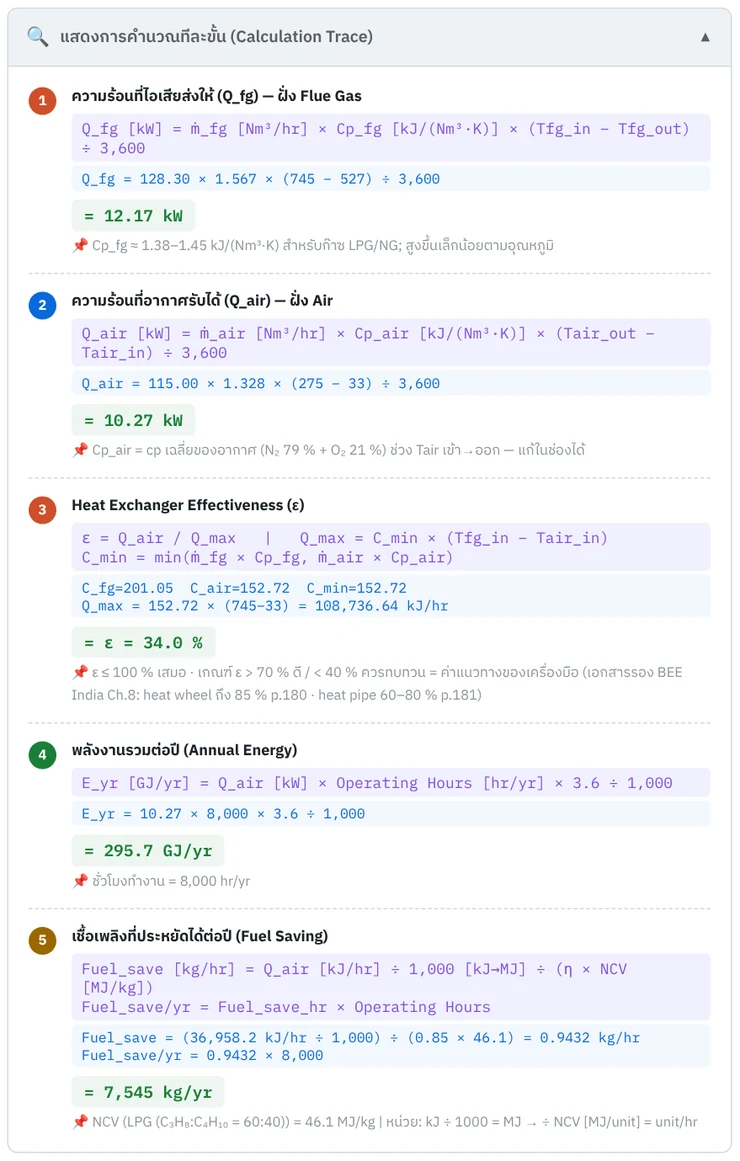 🔍 แสดงการคำนวณทีละขั้น (Calculation Trace) ▲
1 ความร้อนที่ไอเสียส่งให้ (Q_fg) — ฝั่ง Flue Gas
Q_fg [kW] = ṁ_fg [Nm³/hr] × Cp_fg [kJ/(Nm³·K)] × (Tfg_in − Tfg_out)
÷ 3,600
Q_fg = 128.30 × 1.567 × (745 − 527) ÷ 3,600
= 12.17 kW
📌 Cp_fg ≈ 1.38–1.45 kJ/(Nm³·K) สำหรับก๊าซ LPG/NG; สูงขึ้นเล็กน้อยตามอุณหภูมิ
2 ความร้อนที่อากาศรับได้ (Q_air) — ฝั่ง Air
Q_air [kW] = ṁ_air [Nm³/hr] × Cp_air [kJ/(Nm³·K)] × (Tair_out −
Tair_in) ÷ 3,600
Q_air = 115.00 × 1.328 × (275 − 33) ÷ 3,600
= 10.27 kW
📌 Cp_air = cp เฉลี่ยของอากาศ (N₂ 79 % + O₂ 21 %) ช่วง Tair เข้า→ออก — แก้ในช่องได้
3 Heat Exchanger Effectiveness (ε)
ε = Q_air / Q_max | Q_max = C_min × (Tfg_in − Tair_in)
C_min = min(ṁ_fg × Cp_fg, ṁ_air × Cp_air)
C_fg=201.05 C_air=152.72 C_min=152.72
Q_max = 152.72 × (745−33) = 108,736.64 kJ/hr
= ε = 34.0 %
📌 ε ≤ 100 % เสมอ · เกณฑ์ ε > 70 % ดี / < 40 % ควรทบทวน = ค่าแนวทางของเครื่องมือ (เอกสารรอง BEE
India Ch.8: heat wheel ถึง 85 % p.180 · heat pipe 60–80 % p.181)
4 พลังงานรวมต่อปี (Annual Energy)
E_yr [GJ/yr] = Q_air [kW] × Operating Hours [hr/yr] × 3.6 ÷ 1,000
E_yr = 10.27 × 8,000 × 3.6 ÷ 1,000
= 295.7 GJ/yr
📌 ชั่วโมงทำงาน = 8,000 hr/yr
5 เชื้อเพลิงที่ประหยัดได้ต่อปี (Fuel Saving)
Fuel_save [kg/hr] = Q_air [kJ/hr] ÷ 1,000 [kJ→MJ] ÷ (η × NCV
[MJ/kg])
Fuel_save/yr = Fuel_save_hr × Operating Hours
Fuel_save = (36,958.2 kJ/hr ÷ 1,000) ÷ (0.85 × 46.1) = 0.9432 kg/hr
Fuel_save/yr = 0.9432 × 8,000
= 7,545 kg/yr
📌 NCV (LPG (C₃H₈:C₄H₁₀ = 60:40)) = 46.1 MJ/kg | หน่วย: kJ ÷ 1000 = MJ → ÷ NCV [MJ/unit] = unit/hr